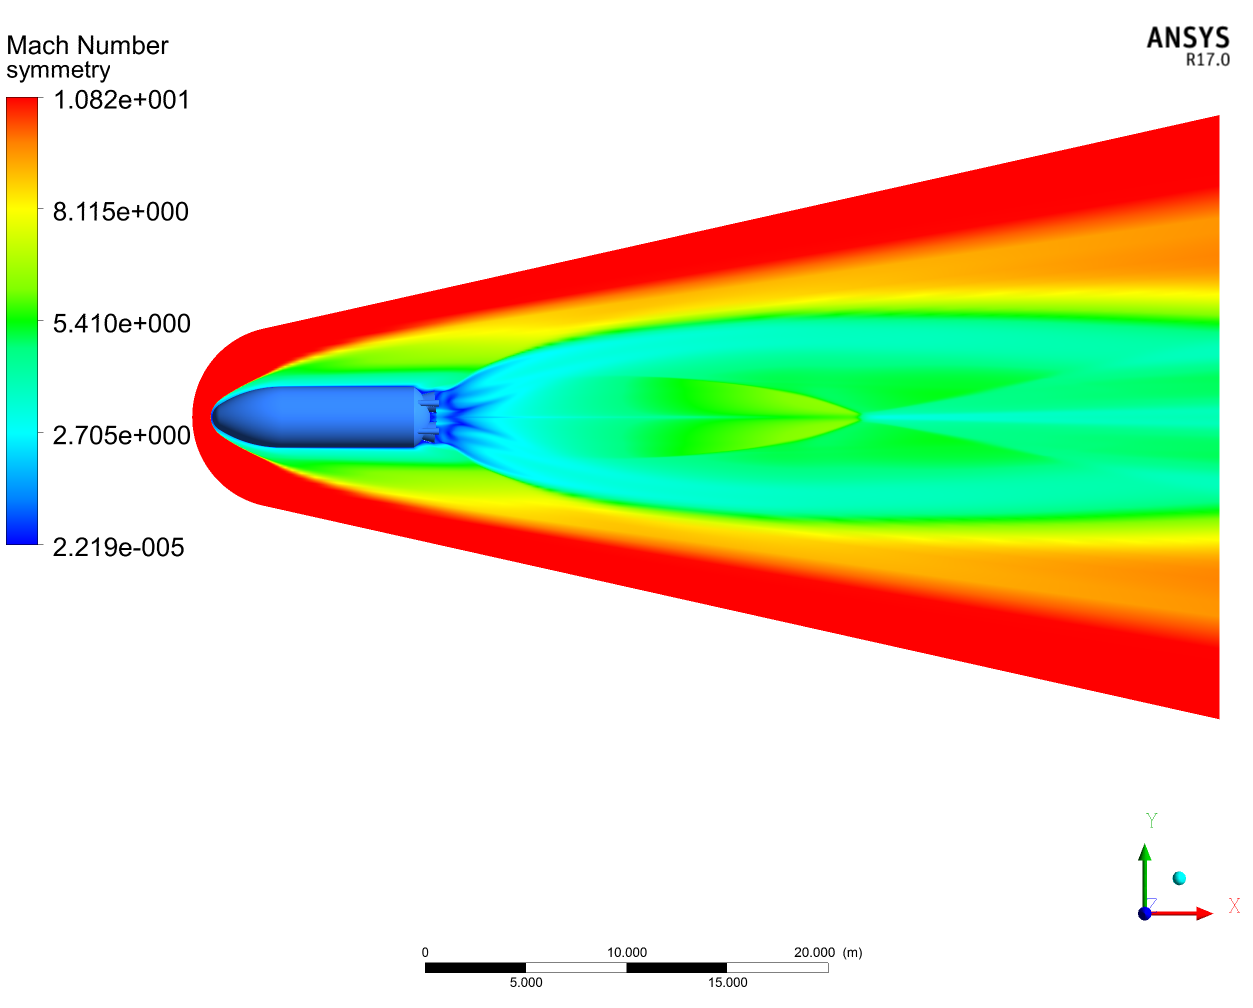 Mach Number
symmetry
ANSYS
R17.0
1.082e+001
8.115e+000
5.410e+000
2.705e+000
2.219e-005
Y
Z
X
0 10.000 20.000 (m)
5.000 15.000